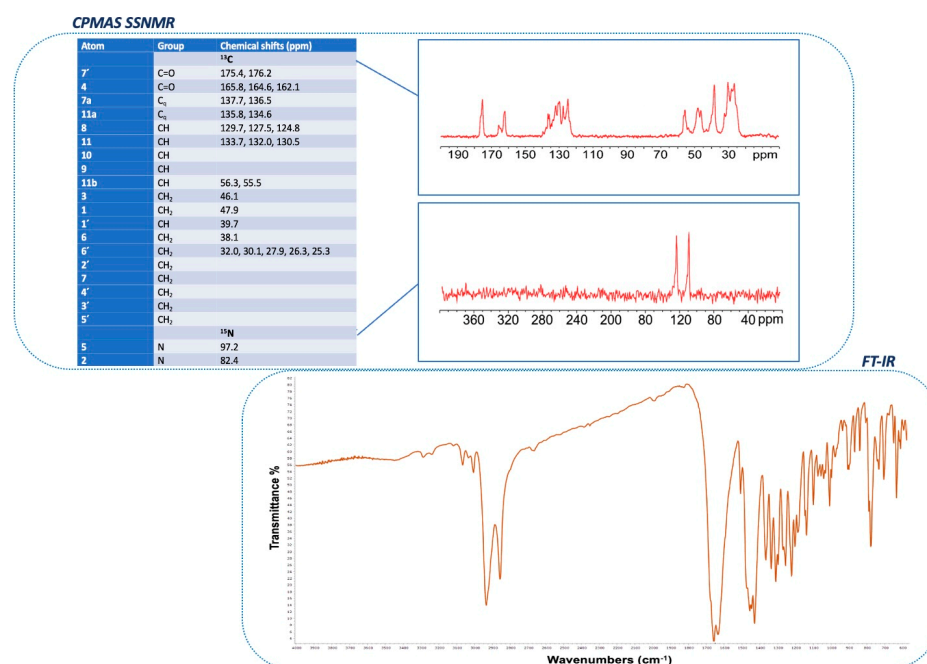 CPMAS SSNMR
Atom Group Chemical shifts (ppm)
¹³C
7´ C=O 175.4, 176.2
4 C=O 165.8, 164.6, 162.1
7a Cq 137.7, 136.5
11a Cq 135.8, 134.6
8 CH 129.7, 127.5, 124.8
11 CH 133.7, 132.0, 130.5
10 CH
9 CH
11b CH 56.3, 55.5
3 CH₂ 46.1
1 CH₂ 47.9
1´ CH 39.7
6 CH₂ 38.1
6´ CH₂ 32.0, 30.1, 27.9, 26.3, 25.3
2´ CH₂
7 CH₂
4´ CH₂
3´ CH₂
5´ CH₂
¹⁵N
5 N 97.2
2 N 82.4
190 170 150 130 110 90 70 50 30 ppm
360 320 280 240 200 160 120 80 40 ppm
FT-IR
Transmittance %
Wavenumbers (cm⁻¹)